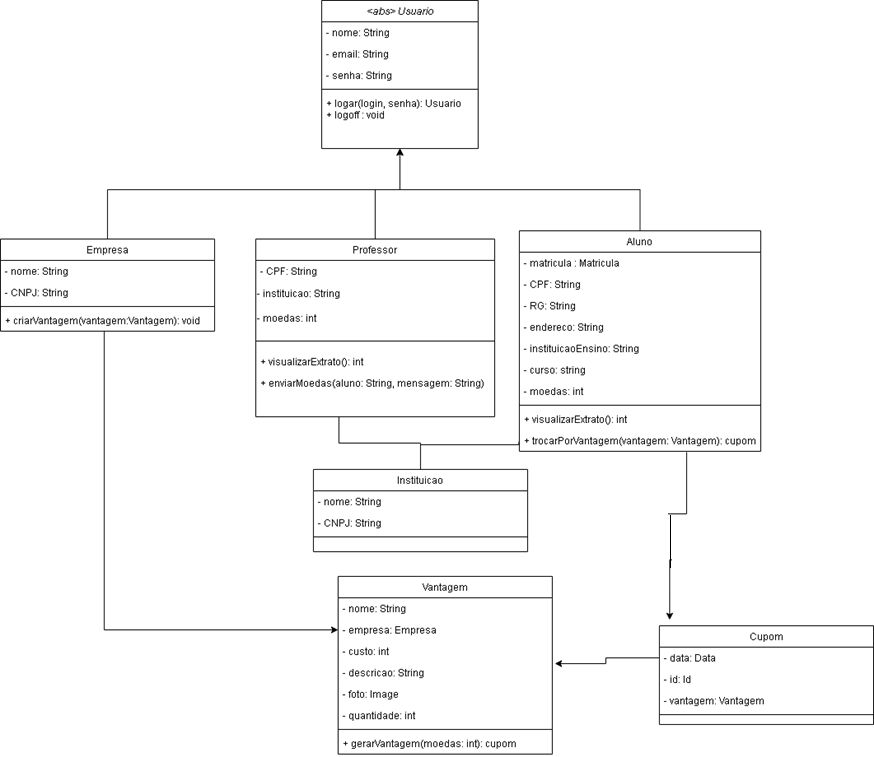 <abs> Usuario
- nome: String
- email: String
- senha: String
+ logar(login, senha): Usuario
+ logoff : void
Empresa
- nome: String
- CNPJ: String
+ criarVantagem(vantagem:Vantagem): void
Professor
- CPF: String
- instituicao: String
- moedas: int
+ visualizarExtrato(): int
+ enviarMoedas(aluno: String, mensagem: String)
Aluno
- matricula : Matricula
- CPF: String
- RG: String
- endereco: String
- instituicaoEnsino: String
- curso: string
- moedas: int
+ visualizarExtrato(): int
+ trocarPorVantagem(vantagem: Vantagem): cupom
Instituicao
- nome: String
- CNPJ: String
Vantagem
- nome: String
- empresa: Empresa
- custo: int
- descricao: String
- foto: Image
- quantidade: int
+ gerarVantagem(moedas: int): cupom
Cupom
- data: Data
- id: Id
- vantagem: Vantagem